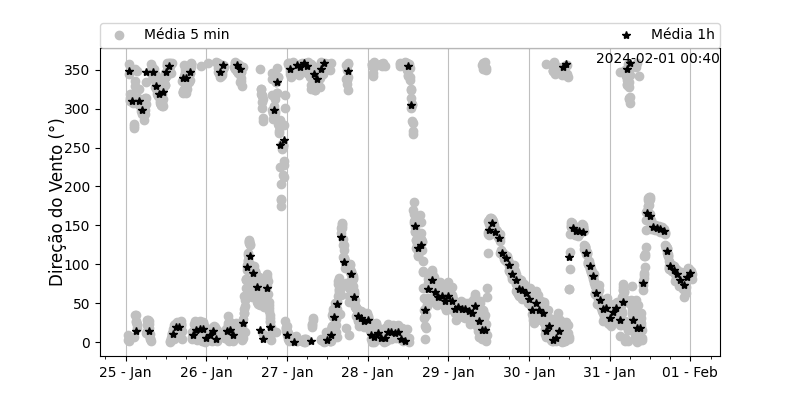 Média 5 min
Média 1h
2024-02-01 00:40
Direção do Vento (°)
350
300
250
200
150
100
50
0
25 - Jan
26 - Jan
27 - Jan
28 - Jan
29 - Jan
30 - Jan
31 - Jan
01 - Feb